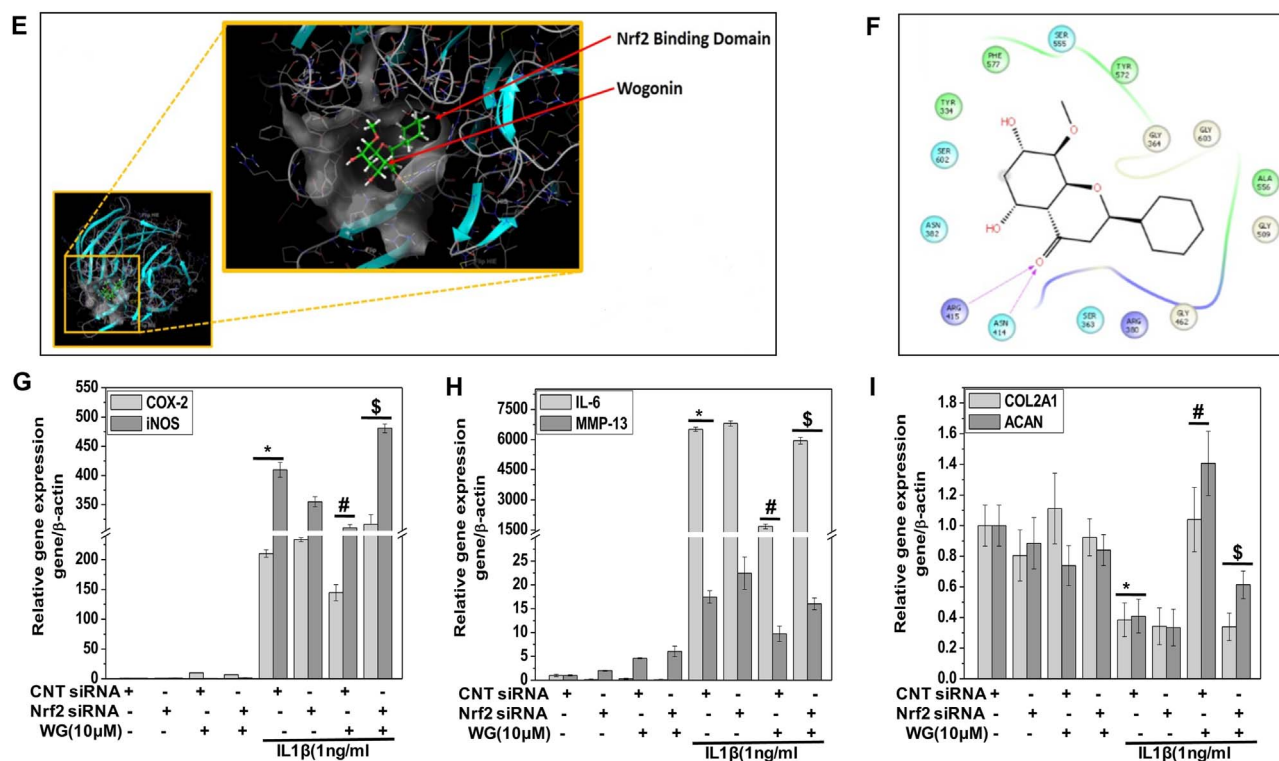 E
Nrf2 Binding Domain
Wogonin
F
SER
555
PHE
577
TYR
572
TYR
334
HO
O
GLY
364
GLY
603
SER
602
O
ALA
556
ASN
382
HO
GLY
509
O
ARG
415
ASN
414
SER
363
ARG
380
GLY
462
G
Relative gene expression
gene/β-actin
550
500
450
400
350
200
150
100
50
0
COX-2
iNOS
*
#
$
CNT siRNA + - + - + - + -
Nrf2 siRNA - + - + - + - +
WG(10µM) - - + + - - + +
IL1β(1ng/ml
H
Relative gene expression
gene/β-actin
7500
6000
4500
3000
1500
25
20
15
10
5
0
IL-6
MMP-13
*
#
$
CNT siRNA + - + - + - + -
Nrf2 siRNA - + - + - + - +
WG(10µM) - - + + - - + +
IL1β(1ng/ml
I
Relative gene expression
gene/β-actin
1.8
1.6
1.4
1.2
1.0
0.8
0.6
0.4
0.2
0.0
COL2A1
ACAN
*
#
$
CNT siRNA + - + - + - + -
Nrf2 siRNA - + - + - + - +
WG(10µM) - - + + - - + +
IL1β(1ng/ml